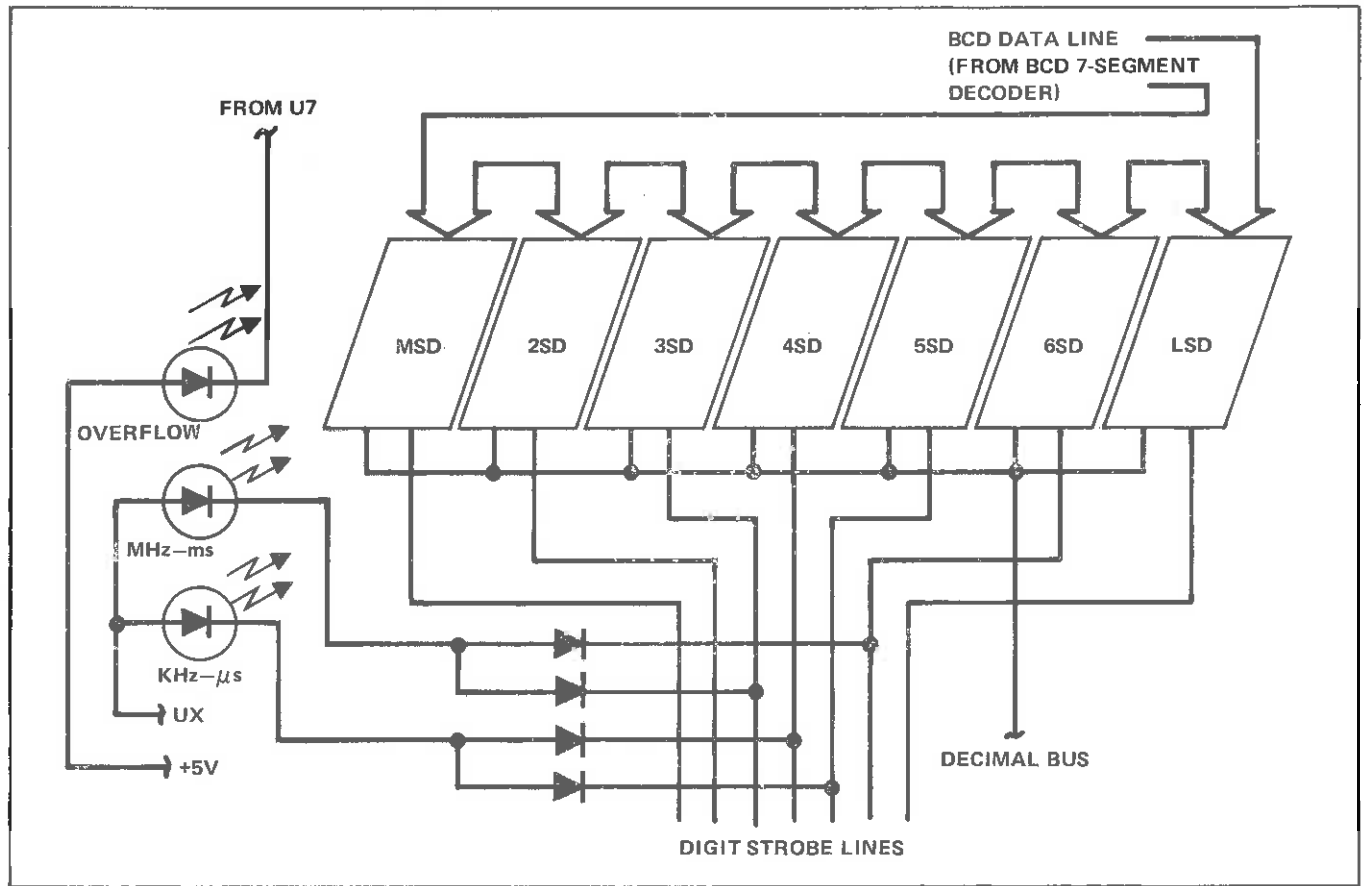 BCD DATA LINE
(FROM BCD 7-SEGMENT
DECODER)
FROM U7
MSD
2SD
3SD
4SD
5SD
6SD
LSD
OVERFLOW
MHz–ms
KHz–μs
UX
+5V
DECIMAL BUS
DIGIT STROBE LINES